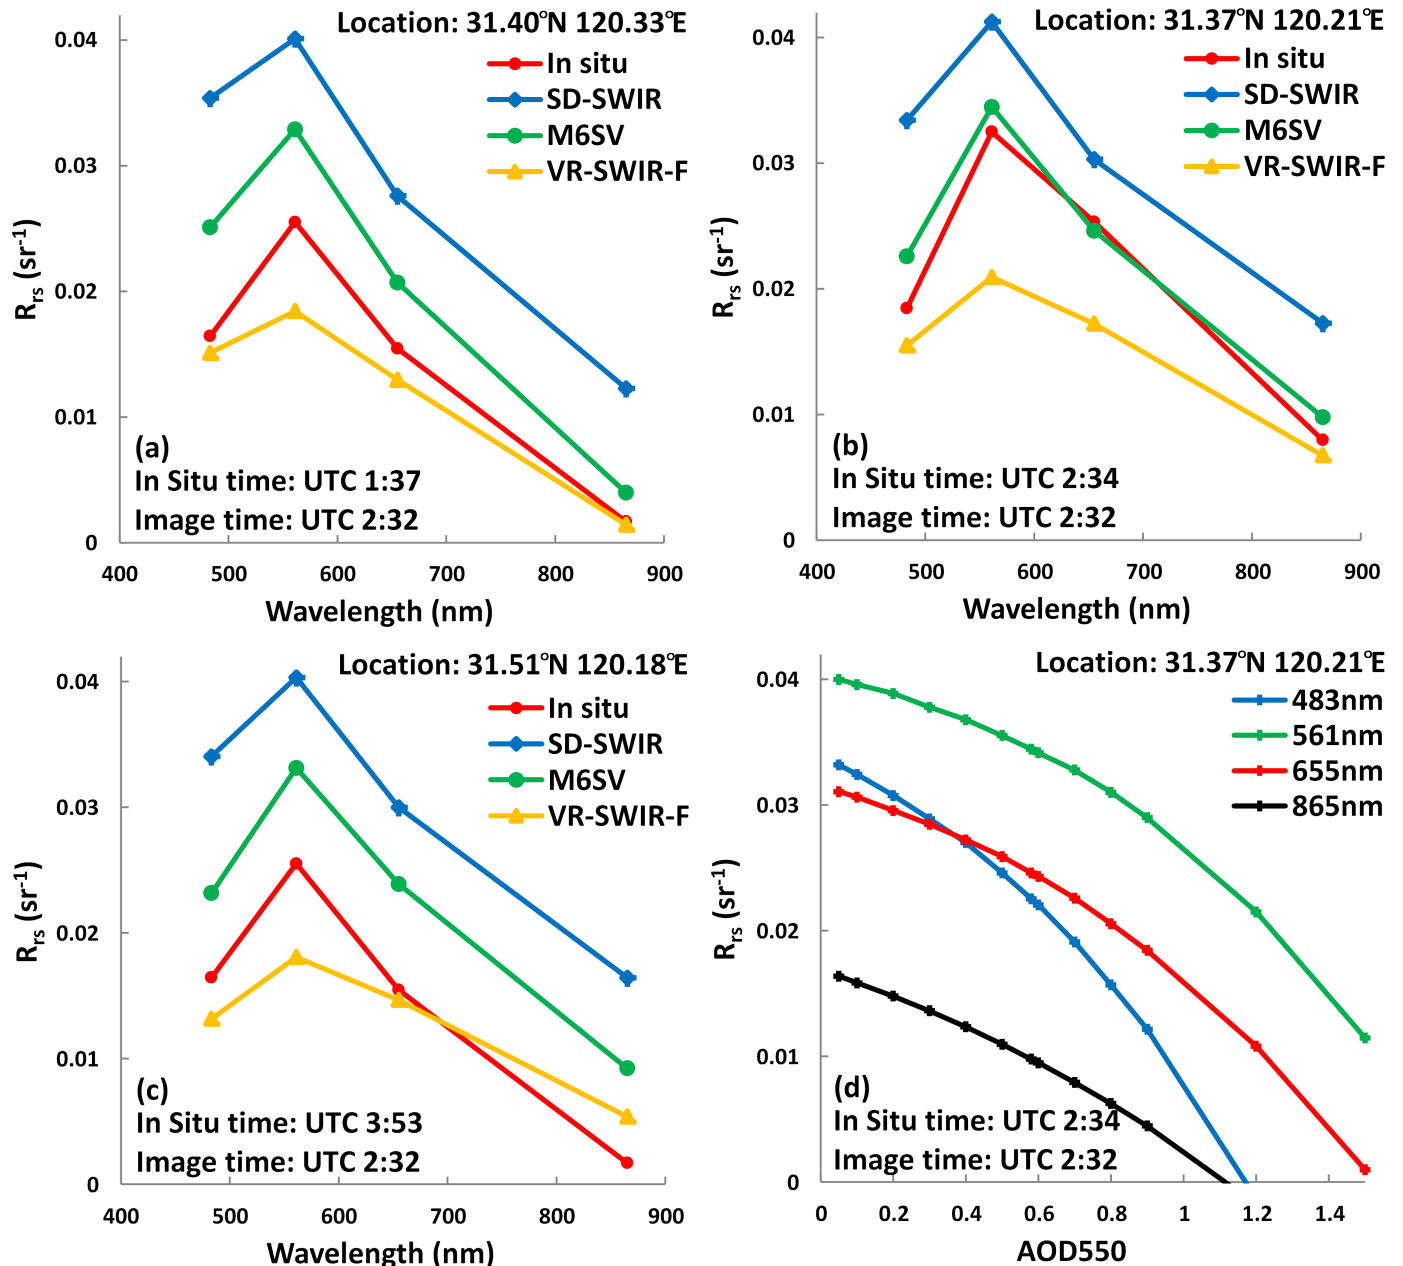 Location: 31.40°N 120.33°E
In situ
SD-SWIR
M6SV
VR-SWIR-F
0.04
0.03
0.02
0.01
0
Rrs (sr-1)
(a)
In Situ time: UTC 1:37
Image time: UTC 2:32
400 500 600 700 800 900
Wavelength (nm)
Location: 31.37°N 120.21°E
In situ
SD-SWIR
M6SV
VR-SWIR-F
0.04
0.03
0.02
0.01
0
Rrs (sr-1)
(b)
In Situ time: UTC 2:34
Image time: UTC 2:32
400 500 600 700 800 900
Wavelength (nm)
Location: 31.51°N 120.18°E
In situ
SD-SWIR
M6SV
VR-SWIR-F
0.04
0.03
0.02
0.01
0
Rrs (sr-1)
(c)
In Situ time: UTC 3:53
Image time: UTC 2:32
400 500 600 700 800 900
Wavelength (nm)
Location: 31.37°N 120.21°E
483nm
561nm
655nm
865nm
0.04
0.03
0.02
0.01
0
Rrs (sr-1)
(d)
In Situ time: UTC 2:34
Image time: UTC 2:32
0 0.2 0.4 0.6 0.8 1 1.2 1.4
AOD550